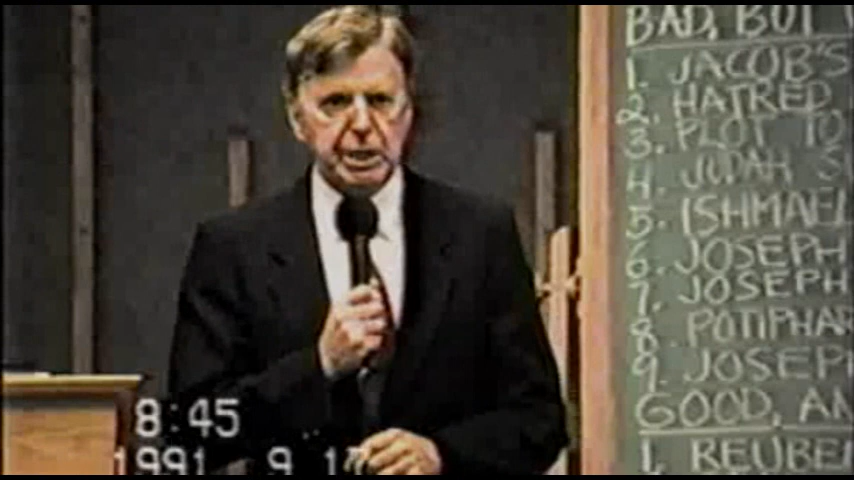 BAD, BUT
1. JACOB'S
2. HATRED
3. PLOT TO
4. JUDAH
5. ISHMAEL
6. JOSEPH
7. JOSEPH
8. POTIPHAR
9. JOSEPH
GOOD, AN
1. REUBEN
8:45
1991 9 17